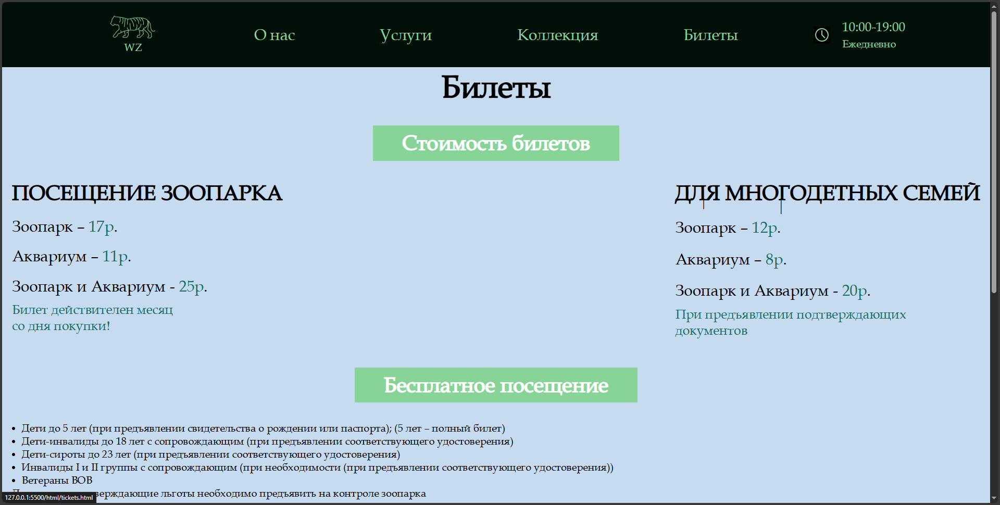 WZ
О нас
Услуги
Коллекция
Билеты
10:00-19:00
Ежедневно
Билеты
Стоимость билетов
ПОСЕЩЕНИЕ ЗООПАРКА
Зоопарк – 17р.
Аквариум – 11р.
Зоопарк и Аквариум - 25р.
Билет действителен месяц
со дня покупки!
ДЛЯ МНОГОДЕТНЫХ СЕМЕЙ
Зоопарк – 12р.
Аквариум – 8р.
Зоопарк и Аквариум - 20р.
При предъявлении подтверждающих
документов
Бесплатное посещение
• Дети до 5 лет (при предъявлении свидетельства о рождении или паспорта); (5 лет – полный билет)
• Дети-инвалиды до 18 лет с сопровождающим (при предъявлении соответствующего удостоверения)
• Дети-сироты до 23 лет (при предъявлении соответствующего удостоверения)
• Инвалиды I и II группы с сопровождающим (при необходимости (при предъявлении соответствующего удостоверения))
• Ветераны ВОВ
льготы необходимо предъявить на контроле зоопарка
127.0.0.1:5500/html/tickets.html